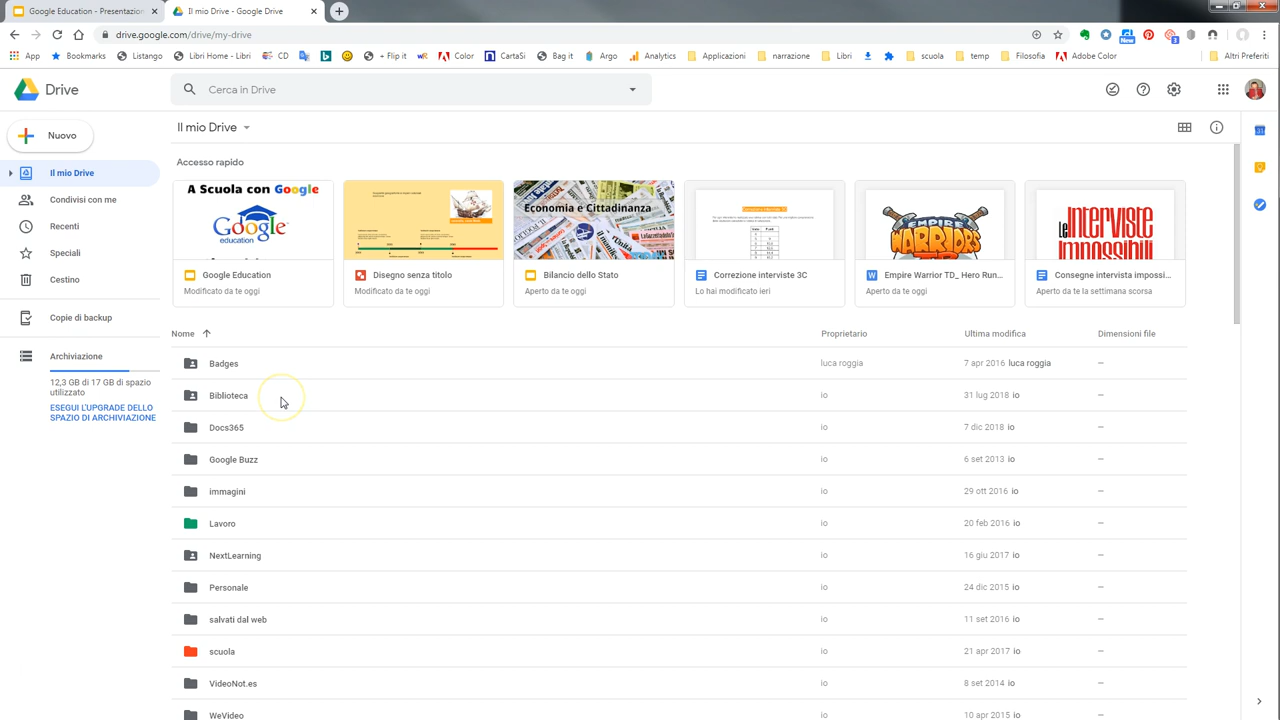 Google Education - Presentazion
Il mio Drive - Google Drive
drive.google.com/drive/my-drive
App
Bookmarks
Listango
Libri Home - Libri
CD
+ Flip it
Color
CartaSi
Bag it
Argo
Analytics
Applicazioni
narrazione
Libri
scuola
temp
Filosofia
Adobe Color
Altri Preferiti
New
3
Drive
Cerca in Drive
Nuovo
Il mio Drive
Condivisi con me
Recenti
Speciali
Cestino
Copie di backup
Archiviazione
12,3 GB di 17 GB di spazio
utilizzato
ESEGUI L'UPGRADE DELLO
SPAZIO DI ARCHIVIAZIONE
Il mio Drive
Accesso rapido
A Scuola con Google
Google
education
Google Education
Modificato da te oggi
Disegno senza titolo
Modificato da te oggi
Economia e Cittadinanza
Bilancio dello Stato
Aperto da te oggi
Correzione interviste 3C
Lo hai modificato ieri
EMPIRE
WARRIORS
TD
Empire Warrior TD_ Hero Run...
Aperto da te oggi
le Interviste
impossibili
Consegne intervista impossi...
Aperto da te la settimana scorsa
Nome Proprietario Ultima modifica Dimensioni file
Badges luca roggia 7 apr 2016 luca roggia —
Biblioteca io 31 lug 2018 io —
Docs365 io 7 dic 2018 io —
Google Buzz io 6 set 2013 io —
immagini io 29 ott 2016 io —
Lavoro io 20 feb 2016 io —
NextLearning io 16 giu 2017 io —
Personale io 24 dic 2015 io —
salvati dal web io 11 set 2016 io —
scuola io 21 apr 2017 io —
VideoNot.es io 8 set 2014 io —
WeVideo io 10 apr 2015 io —